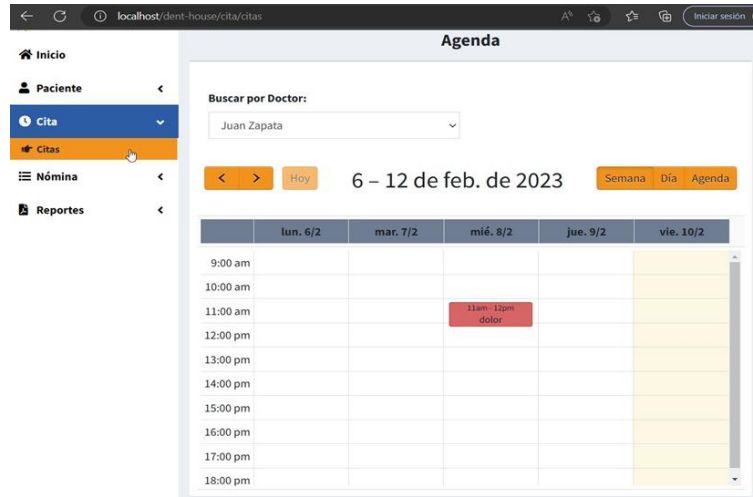 localhost/dent-house/cita/citas
Iniciar sesión
Inicio
Paciente
Cita
Citas
Nómina
Reportes
Agenda
Buscar por Doctor:
Juan Zapata
Hoy
6 – 12 de feb. de 2023
Semana Día Agenda
lun. 6/2 mar. 7/2 mié. 8/2 jue. 9/2 vie. 10/2
9:00 am
10:00 am
11:00 am
11am - 12pm
dolor
12:00 pm
13:00 pm
14:00 pm
15:00 pm
16:00 pm
17:00 pm
18:00 pm